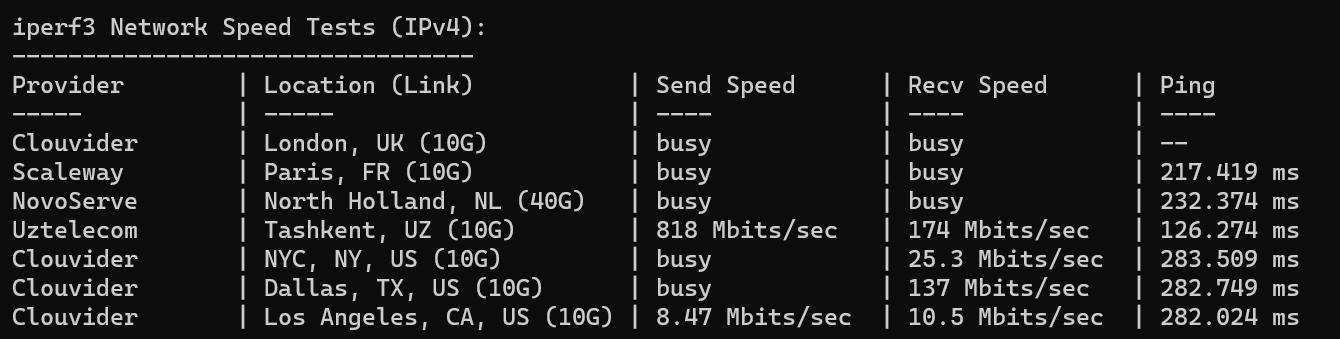 iperf3 Network Speed Tests (IPv4):
---------------------------------
Provider        | Location (Link)           | Send Speed      | Recv Speed      | Ping
-----           | -----                     | ----            | ----            | ----
Clouvider       | London, UK (10G)          | busy            | busy            | --
Scaleway        | Paris, FR (10G)           | busy            | busy            | 217.419 ms
NovoServe       | North Holland, NL (40G)   | busy            | busy            | 232.374 ms
Uztelecom       | Tashkent, UZ (10G)        | 818 Mbits/sec   | 174 Mbits/sec   | 126.274 ms
Clouvider       | NYC, NY, US (10G)         | busy            | 25.3 Mbits/sec  | 283.509 ms
Clouvider       | Dallas, TX, US (10G)      | busy            | 137 Mbits/sec   | 282.749 ms
Clouvider       | Los Angeles, CA, US (10G) | 8.47 Mbits/sec  | 10.5 Mbits/sec  | 282.024 ms